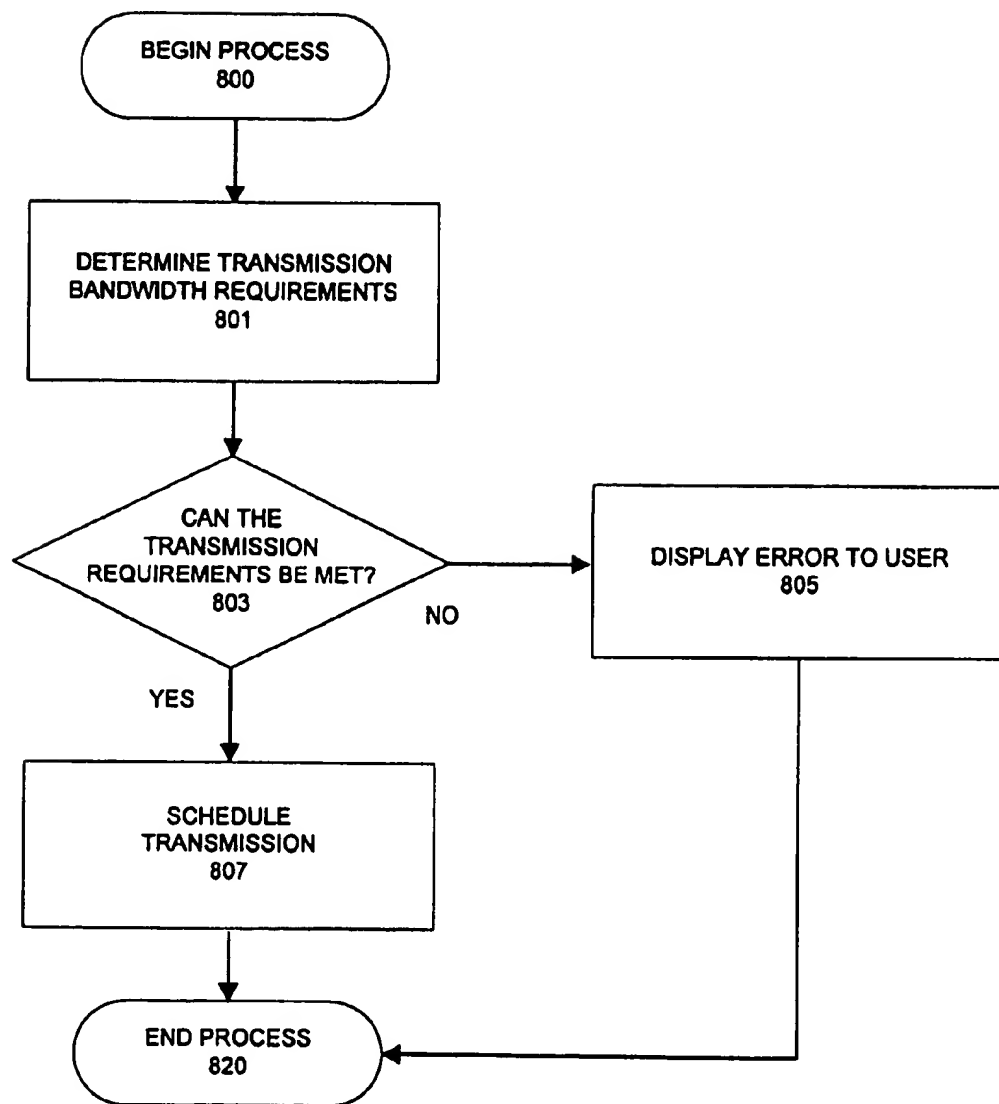 BEGIN PROCESS
800
DETERMINE TRANSMISSION
BANDWIDTH REQUIREMENTS
801
CAN THE
TRANSMISSION
REQUIREMENTS BE MET?
803
NO
DISPLAY ERROR TO USER
805
YES
SCHEDULE
TRANSMISSION
807
END PROCESS
820